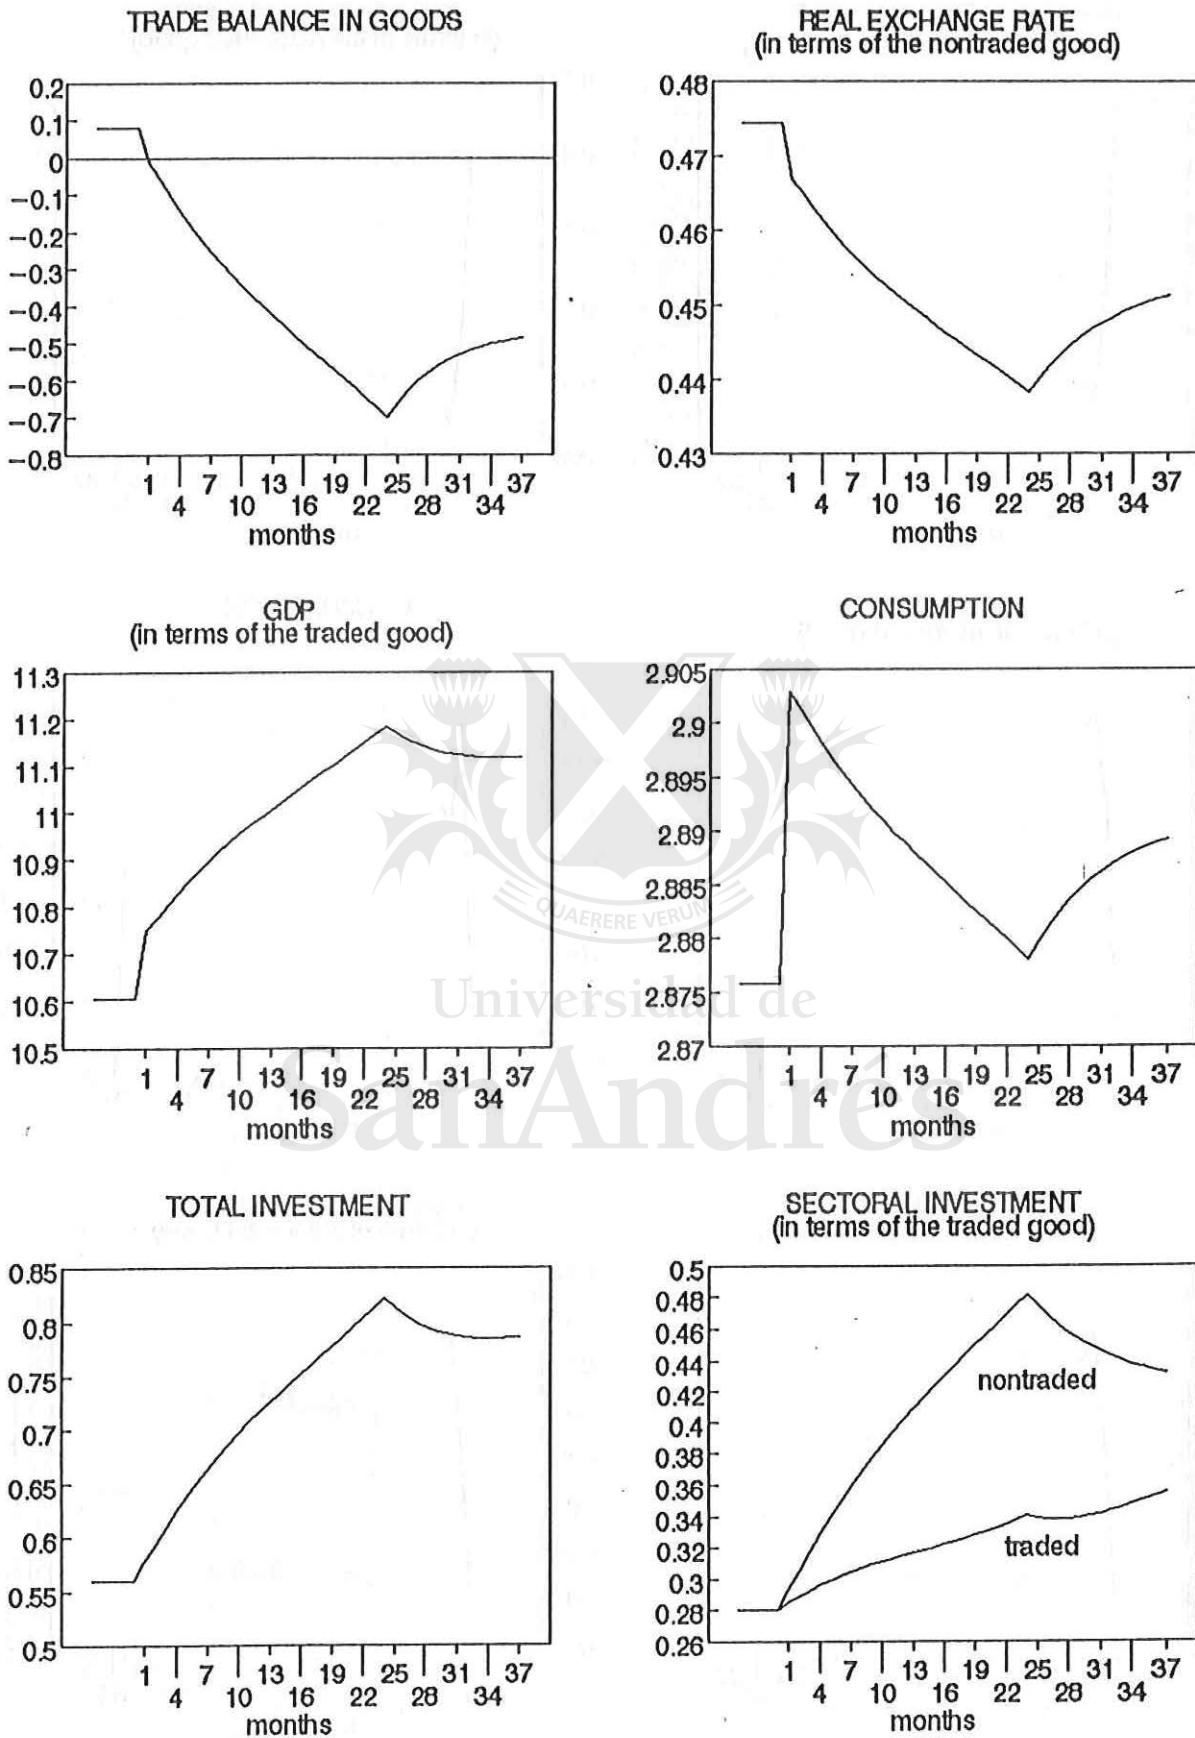 TRADE BALANCE IN GOODS
0.2
0.1
0
−0.1
−0.2
−0.3
−0.4
−0.5
−0.6
−0.7
−0.8
1 7 13 19 25 31 37
4 10 16 22 28 34
months
REAL EXCHANGE RATE
(in terms of the nontraded good)
0.48
0.47
0.46
0.45
0.44
0.43
1 7 13 19 25 31 37
4 10 16 22 28 34
months
GDP
(in terms of the traded good)
11.3
11.2
11.1
11
10.9
10.8
10.7
10.6
10.5
1 7 13 19 25 31 37
4 10 16 22 28 34
months
CONSUMPTION
2.905
2.9
2.895
2.89
2.885
2.88
2.875
2.87
1 7 13 19 25 31 37
4 10 16 22 28 34
months
QUAERERE VERUM
Universidad de
SanAndrés
TOTAL INVESTMENT
0.85
0.8
0.75
0.7
0.65
0.6
0.55
0.5
1 7 13 19 25 31 37
4 10 16 22 28 34
months
SECTORAL INVESTMENT
(in terms of the traded good)
0.5
0.48
0.46
0.44
0.42
0.4
0.38
0.36
0.34
0.32
0.3
0.28
0.26
nontraded
traded
1 7 13 19 25 31 37
4 10 16 22 28 34
months